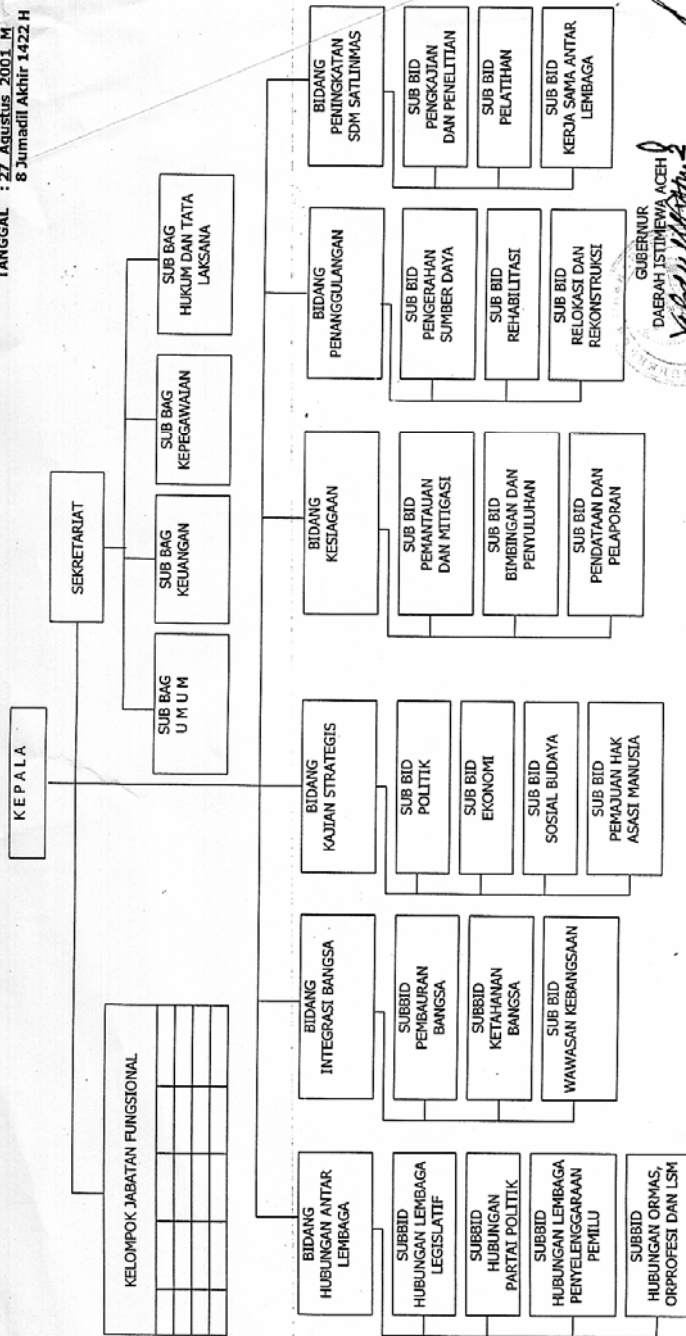 TANGGAL : 27 Agustus 2001 M
8 Jumadil Akhir 1422 H
K E P A L A
KELOMPOK JABATAN FUNGSIONAL
SEKRETARIAT
SUB BAG
U M U M
SUB BAG
KEUANGAN
SUB BAG
KEPEGAWAIAN
SUB BAG
HUKUM DAN TATA
LAKSANA
BIDANG
HUBUNGAN ANTAR
LEMBAGA
SUBBID
HUBUNGAN LEMBAGA
LEGISLATIF
SUBBID
HUBUNGAN
PARTAI POLITIK
SUBBID
HUBUNGAN LEMBAGA
PENYELENGGARAAN
PEMILU
SUBBID
HUBUNGAN ORMAS,
ORPROFESI DAN LSM
BIDANG
INTEGRASI BANGSA
SUBBID
PEMBAURAN
BANGSA
SUBBID
KETAHANAN
BANGSA
SUB BID
WAWASAN KEBANGSAAN
BIDANG
KAJIAN STRATEGIS
SUB BID
POLITIK
SUB BID
EKONOMI
SUB BID
SOSIAL BUDAYA
SUB BID
PEMAJUAN HAK
ASASI MANUSIA
BIDANG
KESIAGAAN
SUB BID
PEMANTAUAN
DAN MITIGASI
SUB BID
BIMBINGAN DAN
PENYULUHAN
SUB BID
PENDATAAN DAN
PELAPORAN
BIDANG
PENANGGULANGAN
SUB BID
PENGERAHAN
SUMBER DAYA
SUB BID
REHABILITASI
SUB BID
RELOKASI DAN
REKONSTRUKSI
BIDANG
PENINGKATAN
SDM SATLINMAS
SUB BID
PENGKAJIAN
DAN PENELITIAN
SUB BID
PELATIHAN
SUB BID
KERJA SAMA ANTAR
LEMBAGA
GUBERNUR
DAERAH ISTIMEWA ACEH